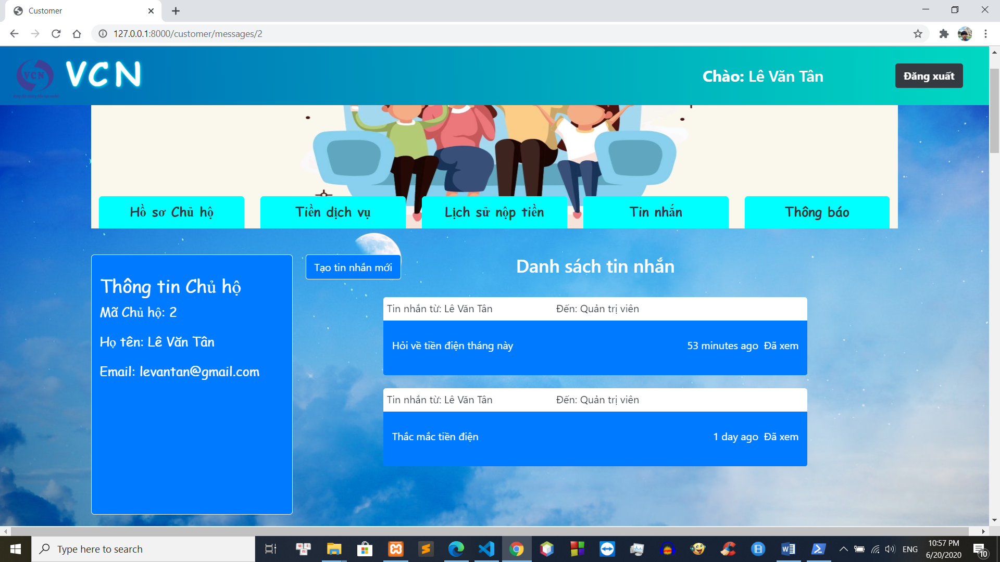 Customer
127.0.0.1:8000/customer/messages/2
VCN
VCN
Chào: Lê Văn Tân
Đăng xuất
Hồ sơ Chủ hộ
Tiền dịch vụ
Lịch sử nộp tiền
Tin nhắn
Thông báo
Thông tin Chủ hộ
Mã Chủ hộ: 2
Họ tên: Lê Văn Tân
Email: levantan@gmail.com
Tạo tin nhắn mới
Danh sách tin nhắn
Tin nhắn từ: Lê Văn Tân Đến: Quản trị viên
Hỏi về tiền điện tháng này 53 minutes ago Đã xem
Tin nhắn từ: Lê Văn Tân Đến: Quản trị viên
Thắc mắc tiền điện 1 day ago Đã xem
Type here to search
ENG
10:57 PM
6/20/2020
10